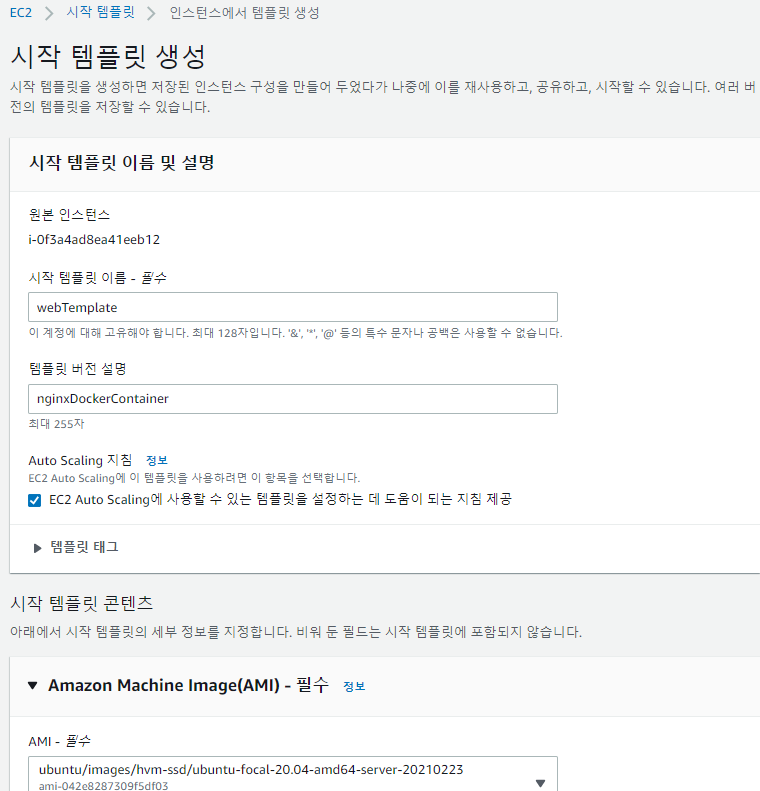 EC2 > 시작 템플릿 > 인스턴스에서 템플릿 생성
시작 템플릿 생성
시작 템플릿을 생성하면 저장된 인스턴스 구성을 만들어 두었다가 나중에 이를 재사용하고, 공유하고, 시작할 수 있습니다. 여러 버
전의 템플릿을 저장할 수 있습니다.
시작 템플릿 이름 및 설명
원본 인스턴스
i-0f3a4ad8ea41eeb12
시작 템플릿 이름 - 필수
webTemplate
이 계정에 대해 고유해야 합니다. 최대 128자입니다. '&', '*', '@' 등의 특수 문자나 공백은 사용할 수 없습니다.
템플릿 버전 설명
nginxDockerContainer
최대 255자
Auto Scaling 지침 정보
EC2 Auto Scaling에 이 템플릿을 사용하려면 이 항목을 선택합니다.
EC2 Auto Scaling에 사용할 수 있는 템플릿을 설정하는 데 도움이 되는 지침 제공
템플릿 태그
시작 템플릿 콘텐츠
아래에서 시작 템플릿의 세부 정보를 지정합니다. 비워 둔 필드는 시작 템플릿에 포함되지 않습니다.
Amazon Machine Image(AMI) - 필수 정보
AMI - 필수
ubuntu/images/hvm-ssd/ubuntu-focal-20.04-amd64-server-20210223
ami-042e8287309f5df03